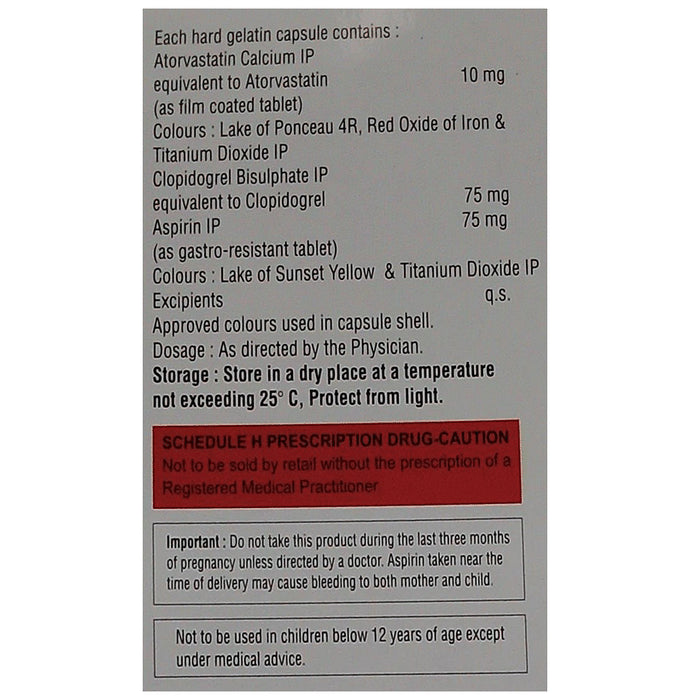 Each hard gelatin capsule contains :
Atorvastatin Calcium IP
equivalent to Atorvastatin 10 mg
(as film coated tablet)
Colours : Lake of Ponceau 4R, Red Oxide of Iron &
Titanium Dioxide IP
Clopidogrel Bisulphate IP
equivalent to Clopidogrel 75 mg
Aspirin IP 75 mg
(as gastro-resistant tablet)
Colours : Lake of Sunset Yellow & Titanium Dioxide IP
Excipients q.s.
Approved colours used in capsule shell.
Dosage : As directed by the Physician.
Storage : Store in a dry place at a temperature
not exceeding 25° C, Protect from light.
SCHEDULE H PRESCRIPTION DRUG-CAUTION
Not to be sold by retail without the prescription of a
Registered Medical Practitioner
Important : Do not take this product during the last three months
of pregnancy unless directed by a doctor. Aspirin taken near the
time of delivery may cause bleeding to both mother and child.
Not to be used in children below 12 years of age except
under medical advice.